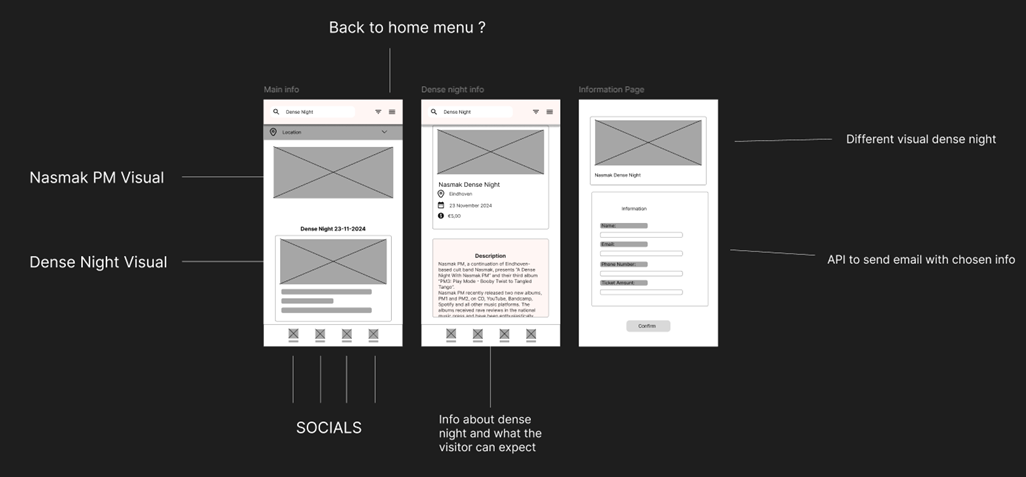 Back to home menu ?
Main info
Dense Night
Location
Dense Night 23-11-2024
Nasmak PM Visual
Dense Night Visual
SOCIALS
Dense night info
Dense Night
Nasmak Dense Night
Eindhoven
23 November 2024
€3,00
Description
Nasmak PM, a continuation of Eindhoven-
based cult band Nasmak, presents "A Dense
Night With Nasmak PM" and their third album
"PM3: Play Mode - Booby Twist to Tangled
Tango".
Nasmak PM recently released two new albums,
PM1 and PM2, on CD, YouTube, Bandcamp,
Spotify and all other music platforms. The
albums received rave reviews in the national
music press and have been enthusiastically
Info about dense
night and what the
visitor can expect
Information Page
Nasmak Dense Night
Information
Name:
Email:
Phone Number:
Ticket Amount:
Confirm
Different visual dense night
API to send email with chosen info